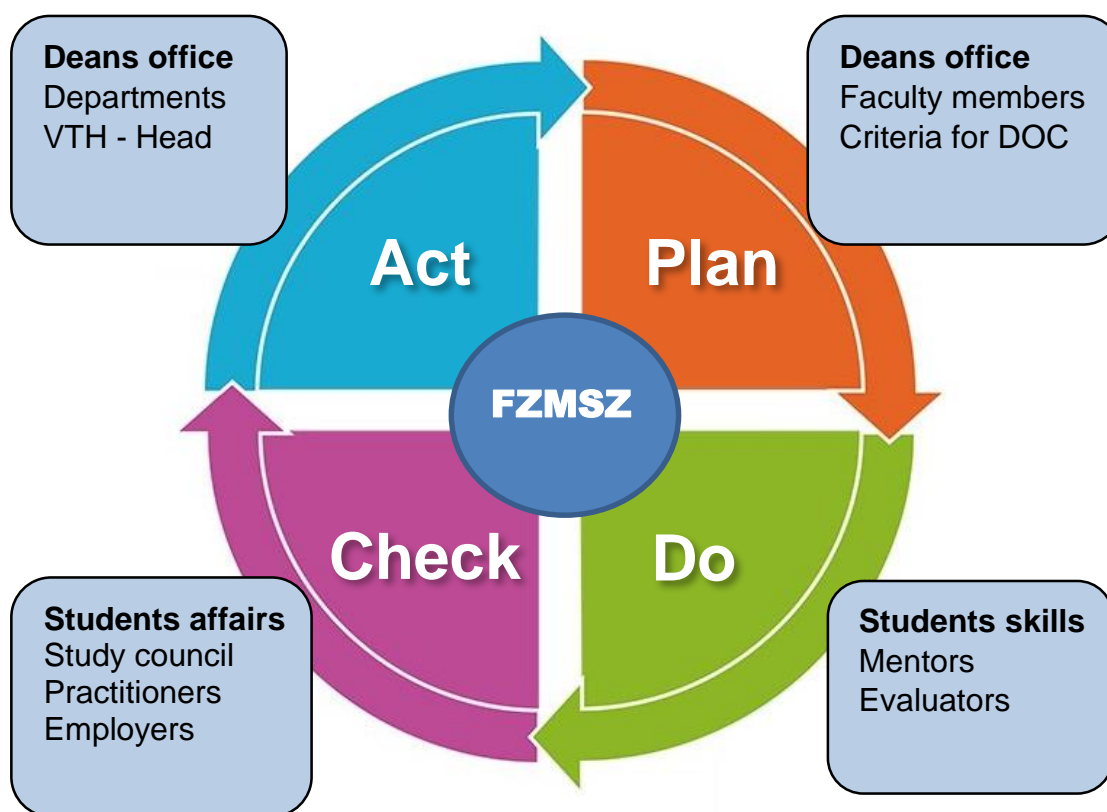 Deans office
Departments
VTH - Head
Deans office
Faculty members
Criteria for DOC
Act
Plan
FZMSZ
Check
Do
Students affairs
Study council
Practitioners
Employers
Students skills
Mentors
Evaluators